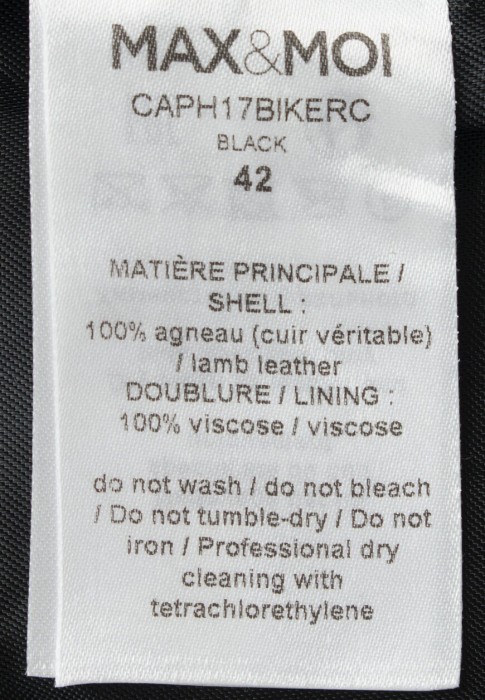 MAX&MOI
CAPH17BIKERC
BLACK
42
MATIÈRE PRINCIPALE /
SHELL :
100% agneau (cuir véritable)
/ lamb leather
DOUBLURE / LINING :
100% viscose / viscose
do not wash / do not bleach
/ Do not tumble-dry / Do not
iron / Professional dry
cleaning with
tetrachlorethylene